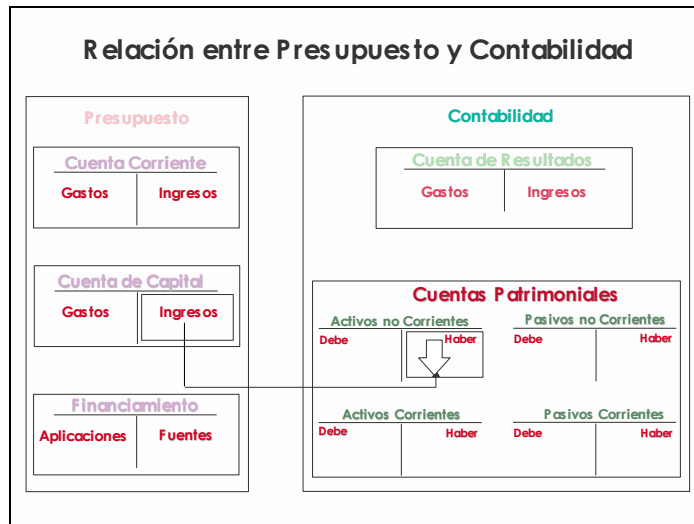 Relación entre Presupuesto y Contabilidad
Presupuesto
Cuenta Corriente
Gastos Ingresos
Cuenta de Capital
Gastos Ingresos
Financiamiento
Aplicaciones Fuentes
Contabilidad
Cuenta de Resultados
Gastos Ingresos
Cuentas Patrimoniales
Activos no Corrientes
Debe Haber
Pasivos no Corrientes
Debe Haber
Activos Corrientes
Debe Haber
Pasivos Corrientes
Debe Haber